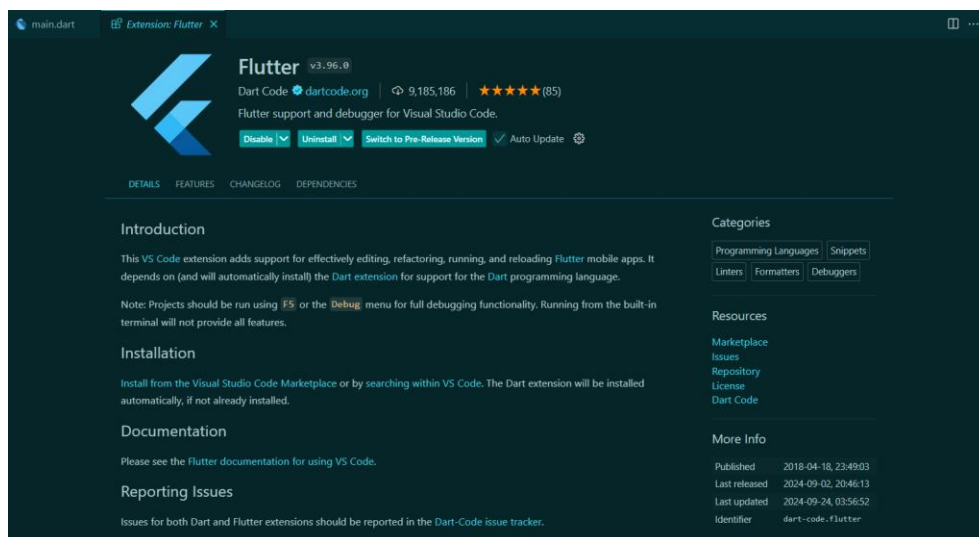 main.dart
Extension: Flutter
Flutter v3.96.0
Dart Code dartcode.org 9,185,186 (85)
Flutter support and debugger for Visual Studio Code.
Disable Uninstall Switch to Pre-Release Version Auto Update
DETAILS FEATURES CHANGELOG DEPENDENCIES
Introduction
This VS Code extension adds support for effectively editing, refactoring, running, and reloading Flutter mobile apps. It
depends on (and will automatically install) the Dart extension for support for the Dart programming language.
Note: Projects should be run using F5 or the Debug menu for full debugging functionality. Running from the built-in
terminal will not provide all features.
Installation
Install from the Visual Studio Code Marketplace or by searching within VS Code. The Dart extension will be installed
automatically, if not already installed.
Documentation
Please see the Flutter documentation for using VS Code.
Reporting Issues
Issues for both Dart and Flutter extensions should be reported in the Dart-Code issue tracker.
Categories
Programming Languages Snippets
Linters Formatters Debuggers
Resources
Marketplace
Issues
Repository
License
Dart Code
More Info
Published 2018-04-18, 23:49:03
Last released 2024-09-02, 20:46:13
Last updated 2024-09-24, 03:56:52
Identifier dart-code.flutter